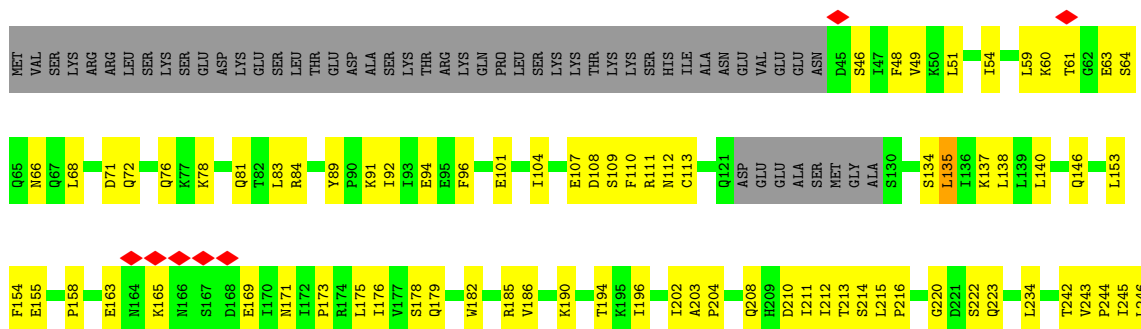 MET VAL SER LYS ARG ARG LEU SER LYS SER GLU ASP LYS GLU SER LEU THR GLU ASP ALA SER LYS THR ARG LYS GLN PRO LEU SER LYS LYS THR LYS LYS SER HIS ILE ALA ASN GLU VAL GLU GLU ASN D45 S46 I47 F48 V49 K50 L51 I54 L59 K60 T61 G62 E63 S64
Q65 N66 Q67 L68 D71 Q72 Q76 K77 K78 Q81 T82 L83 R84 Y89 P90 K91 I92 I93 E94 E95 F96 E101 I104 E107 D108 S109 F110 R111 N112 C113 Q121 ASP GLU GLU ALA SER MET GLY ALA S130 S134 L135 I136 K137 L138 L139 L140 Q146 L153
F154 E155 P158 E163 N164 K165 N166 S167 D168 E169 I170 N171 I172 P173 R174 L175 I176 V177 S178 Q179 W182 R185 K190 T194 K195 I196 I202 A203 P204 Q208 H209 D210 I211 I212 T213 S214 L215 P216 G220 D221 S222 Q223 L234 T242 V243 P244 I245